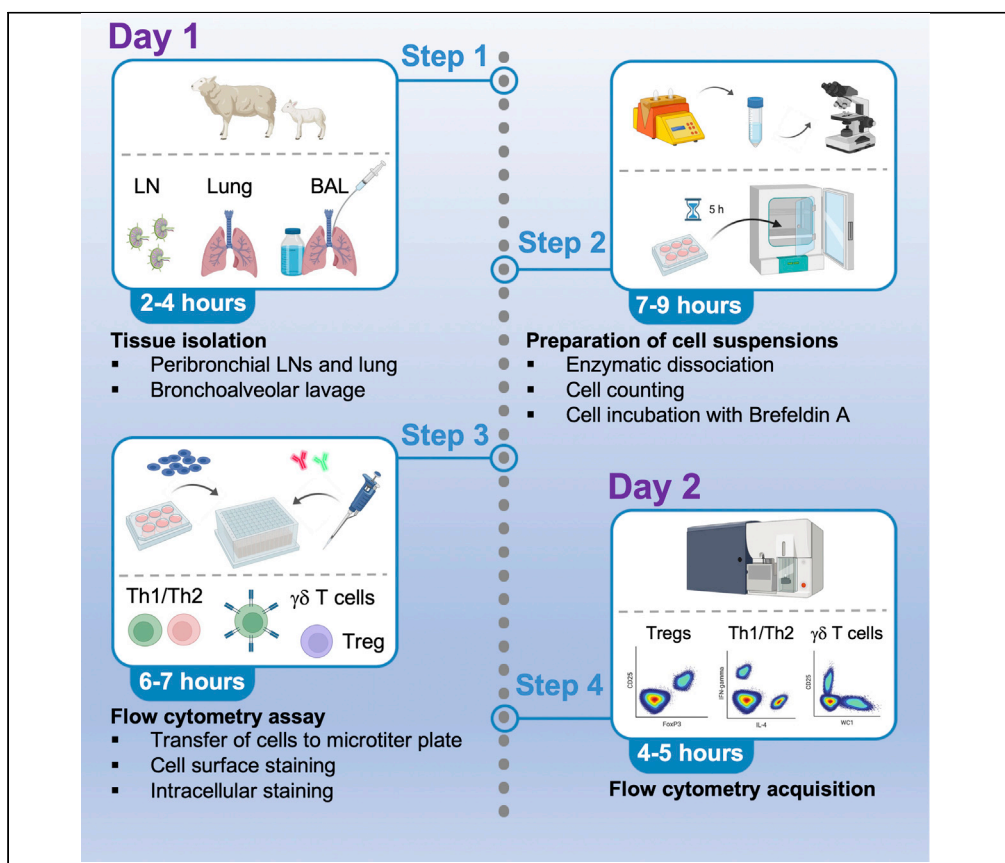 Day 1
Step 1
LN
Lung
BAL
2-4 hours
Tissue isolation
▪ Peribronchial LNs and lung
▪ Bronchoalveolar lavage
Step 2
5 h
7-9 hours
Preparation of cell suspensions
▪ Enzymatic dissociation
▪ Cell counting
▪ Cell incubation with Brefeldin A
Step 3
Th1/Th2
γδ T cells
Treg
6-7 hours
Flow cytometry assay
▪ Transfer of cells to microtiter plate
▪ Cell surface staining
▪ Intracellular staining
Day 2
Step 4
Tregs
CD25
FoxP3
Th1/Th2
IFN-gamma
IL-4
γδ T cells
CD25
WC1
4-5 hours
Flow cytometry acquisition